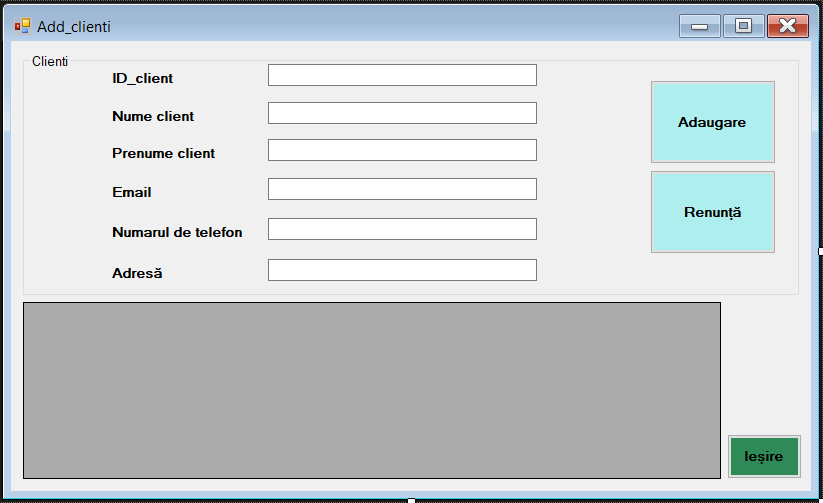 Add_clienti
Clienti
ID_client
Nume client
Prenume client
Email
Numarul de telefon
Adresă
Adaugare
Renunță
Ieșire